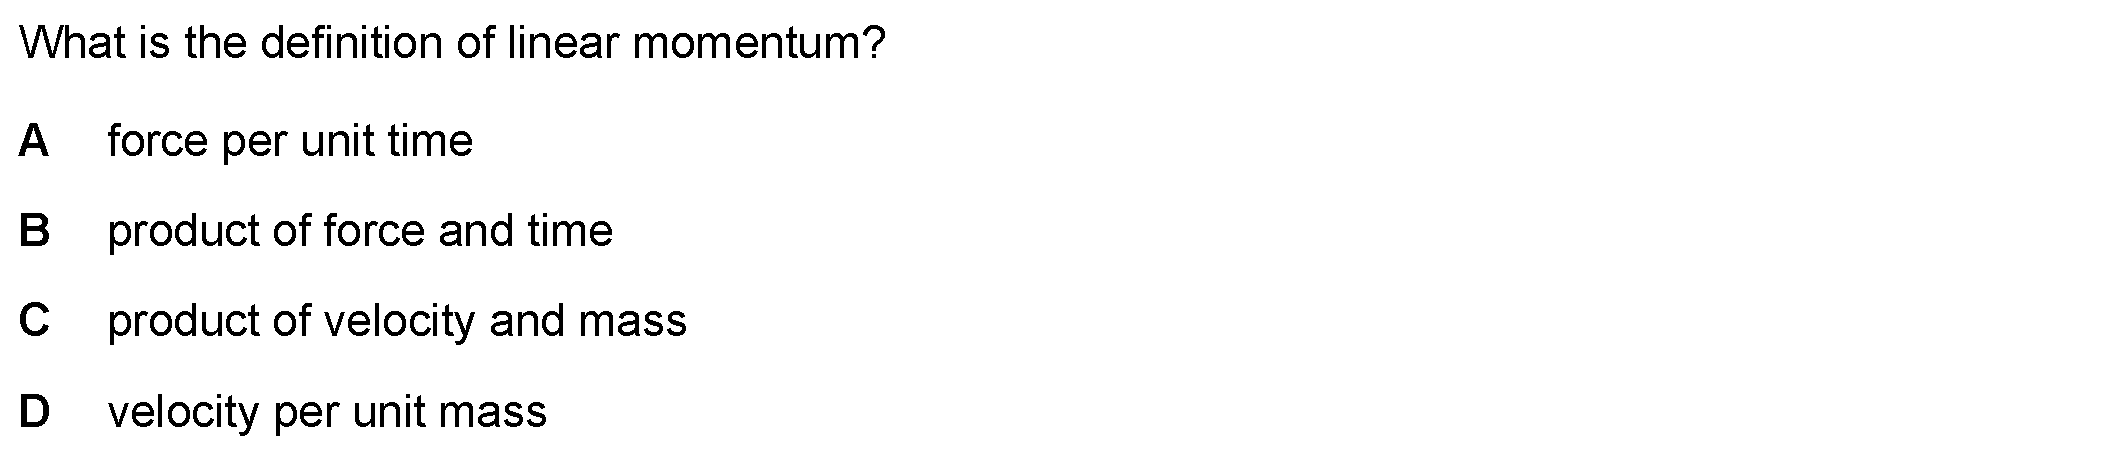 What is the definition of linear momentum?
A force per unit time
B product of force and time
C product of velocity and mass
D velocity per unit mass